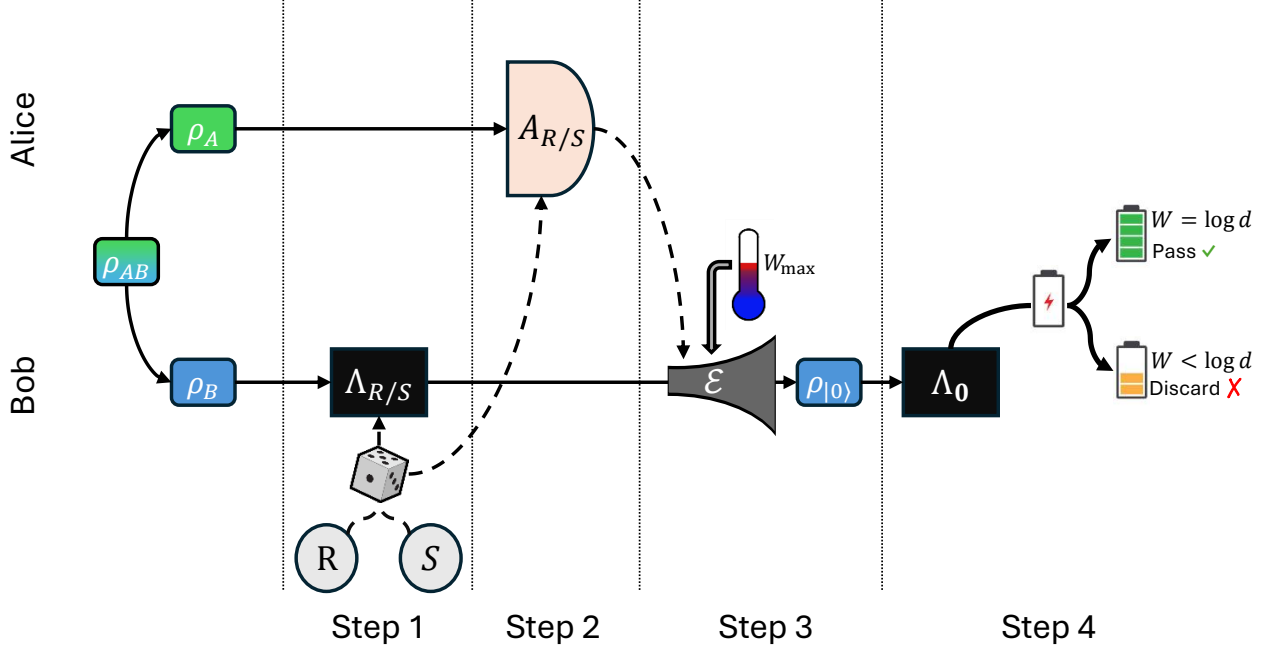 Alice
Bob
ρ_A
ρ_AB
ρ_B
Λ_R/S
R
S
A_R/S
W_max
ℰ
ρ_|0⟩
Λ_0
W = log d
Pass ✓
W < log d
Discard ✗
Step 1
Step 2
Step 3
Step 4